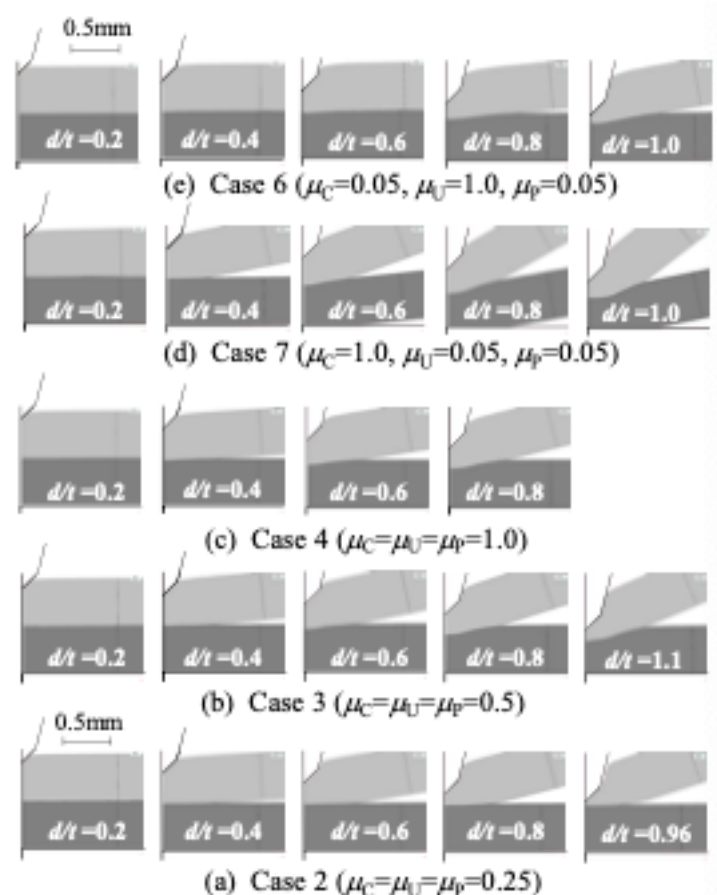 0.5mm
d/t=0.2 d/t=0.4 d/t=0.6 d/t=0.8 d/t=1.0
(e) Case 6 (μC=0.05, μU=1.0, μP=0.05)
d/t=0.2 d/t=0.4 d/t=0.6 d/t=0.8 d/t=1.0
(d) Case 7 (μC=1.0, μU=0.05, μP=0.05)
d/t=0.2 d/t=0.4 d/t=0.6 d/t=0.8
(c) Case 4 (μC=μU=μP=1.0)
d/t=0.2 d/t=0.4 d/t=0.6 d/t=0.8 d/t=1.1
(b) Case 3 (μC=μU=μP=0.5)
0.5mm
d/t=0.2 d/t=0.4 d/t=0.6 d/t=0.8 d/t=0.96
(a) Case 2 (μC=μU=μP=0.25)